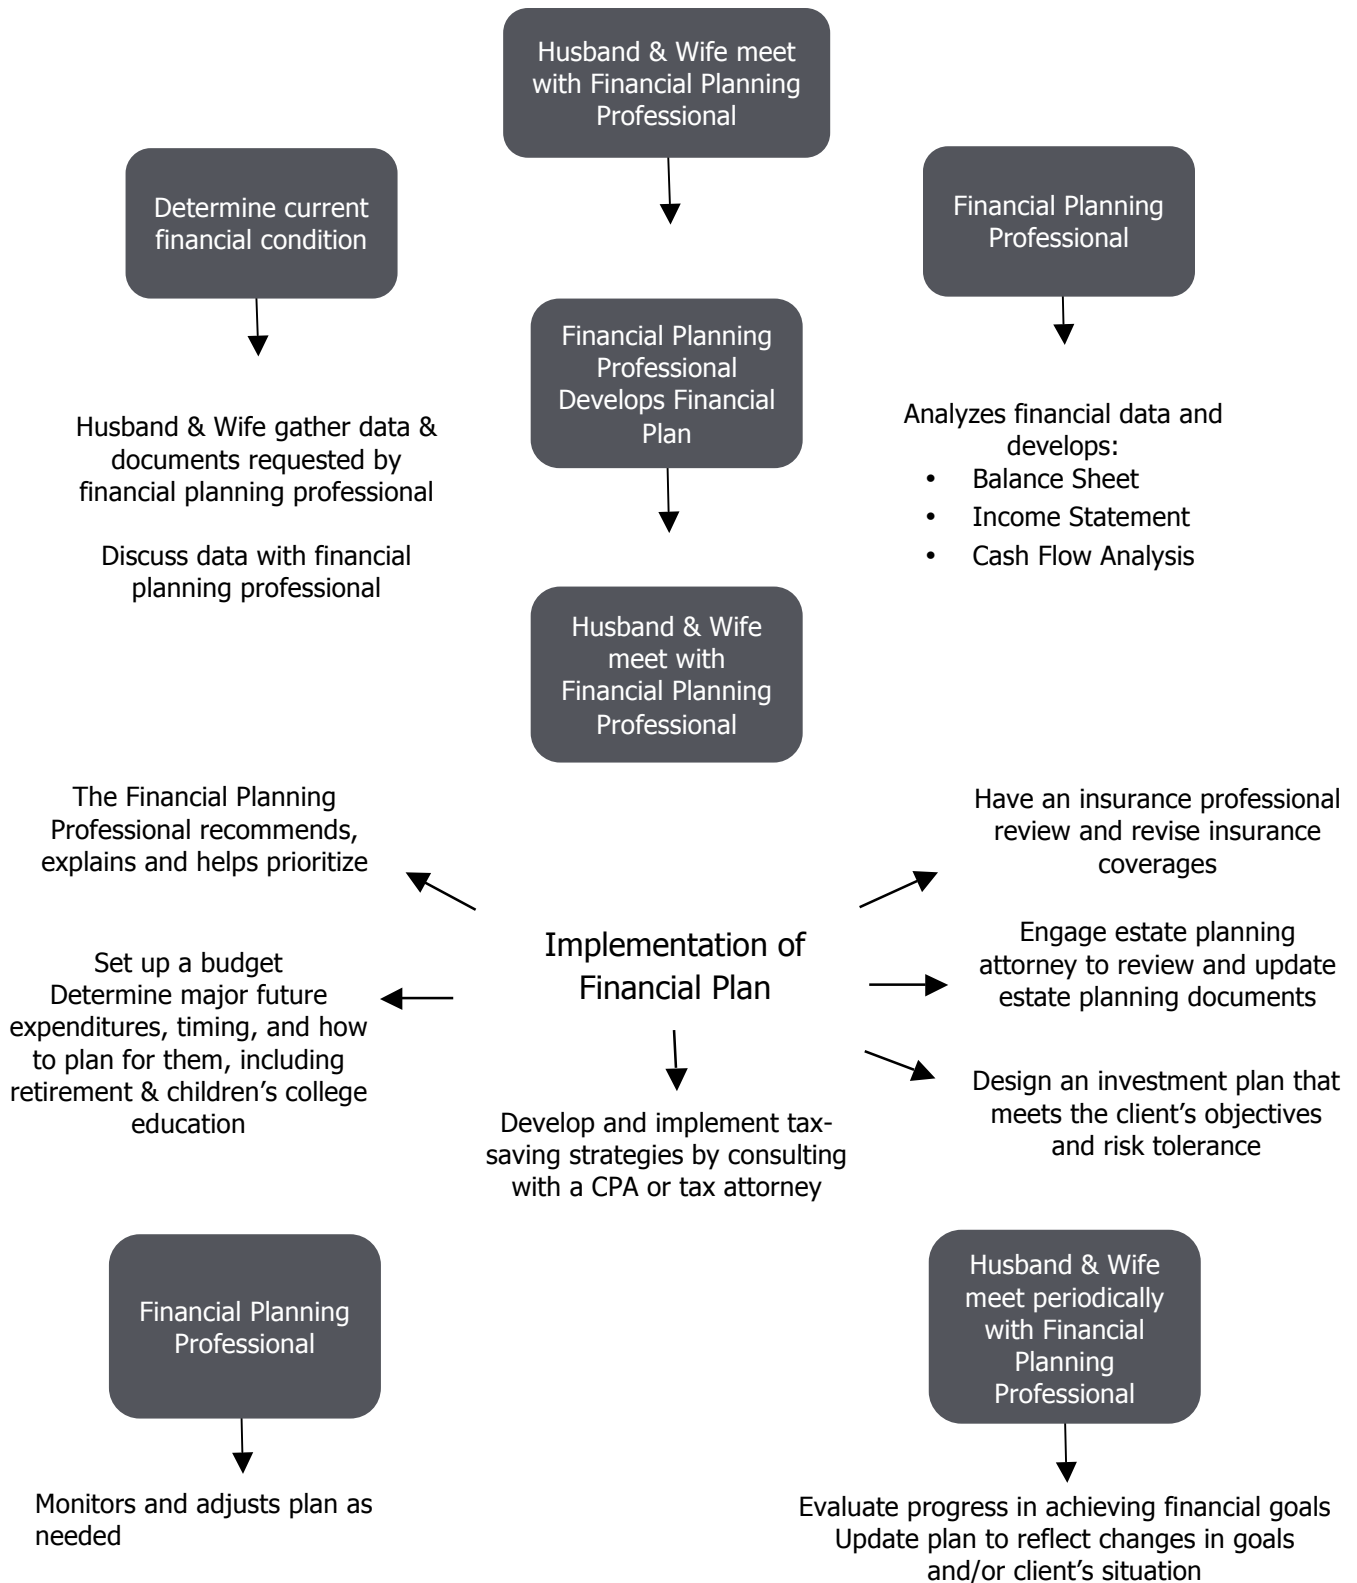 Husband & Wife meet
with Financial Planning
Professional
Determine current
financial condition
Financial Planning
Professional
Financial Planning
Professional
Develops Financial
Plan
Husband & Wife gather data &
documents requested by
financial planning professional
Discuss data with financial
planning professional
Analyzes financial data and
develops:
• Balance Sheet
• Income Statement
• Cash Flow Analysis
Husband & Wife
meet with
Financial Planning
Professional
The Financial Planning
Professional recommends,
explains and helps prioritize
Have an insurance professional
review and revise insurance
coverages
Implementation of
Financial Plan
Set up a budget
Determine major future
expenditures, timing, and how
to plan for them, including
retirement & children’s college
education
Engage estate planning
attorney to review and update
estate planning documents
Design an investment plan that
meets the client’s objectives
and risk tolerance
Develop and implement tax-
saving strategies by consulting
with a CPA or tax attorney
Financial Planning
Professional
Husband & Wife
meet periodically
with Financial
Planning
Professional
Monitors and adjusts plan as
needed
Evaluate progress in achieving financial goals
Update plan to reflect changes in goals
and/or client’s situation